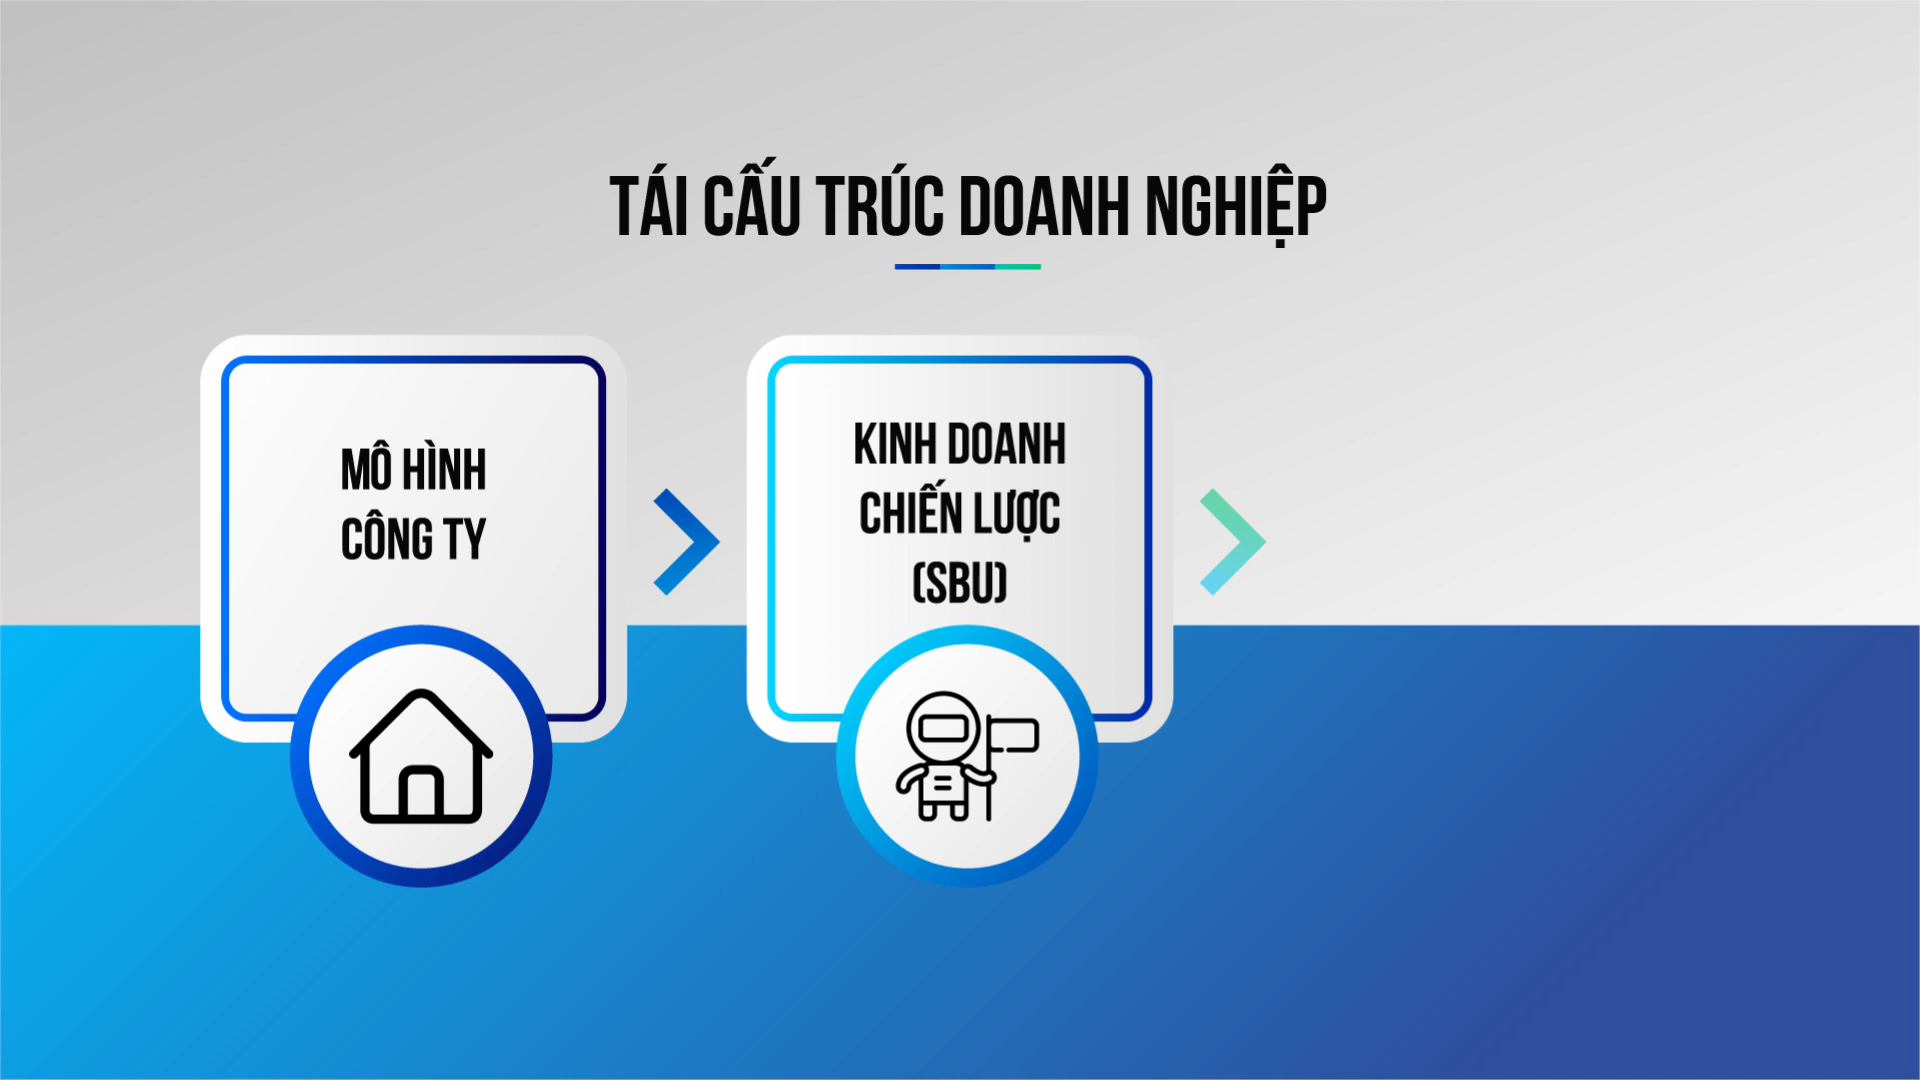 TÁI CẤU TRÚC DOANH NGHIỆP
MÔ HÌNH
CÔNG TY
KINH DOANH
CHIẾN LƯỢC
(SBU)